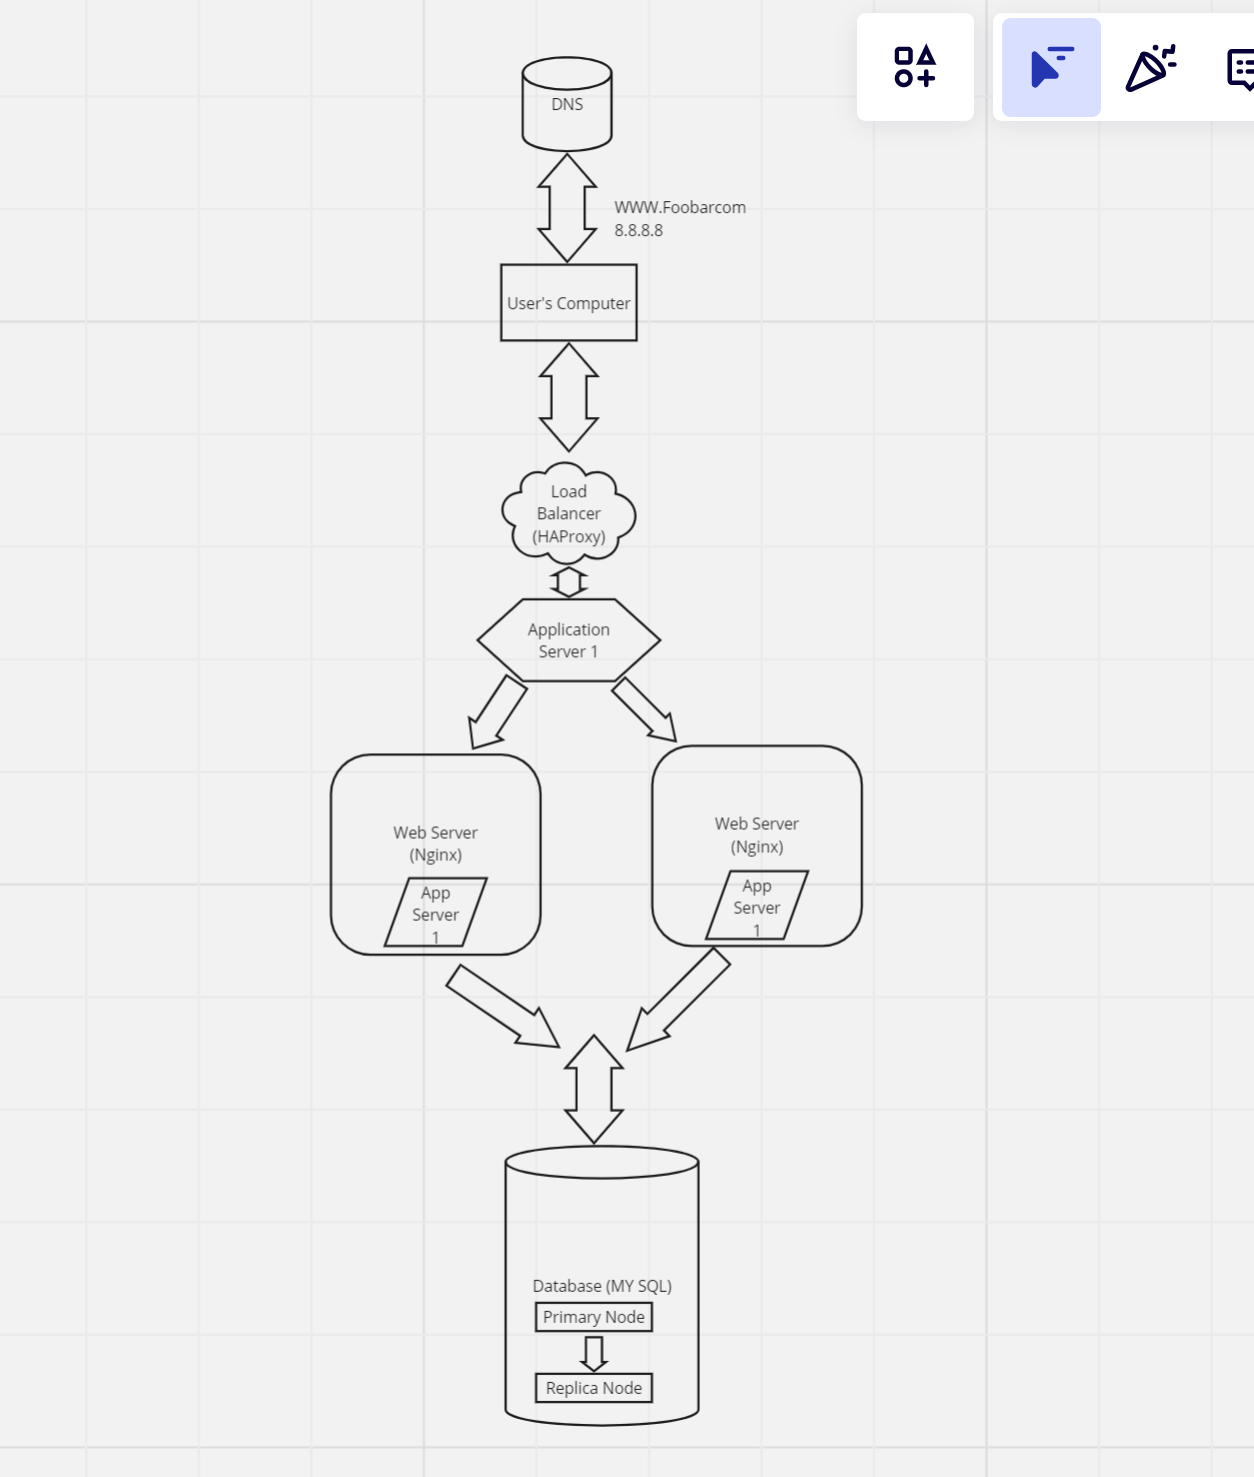 DNS
WWW.Foobarcom
8.8.8.8
User's Computer
Load
Balancer
(HAProxy)
Application
Server 1
Web Server
(Nginx)
App
Server
1
Web Server
(Nginx)
App
Server
1
Database (MY SQL)
Primary Node
Replica Node